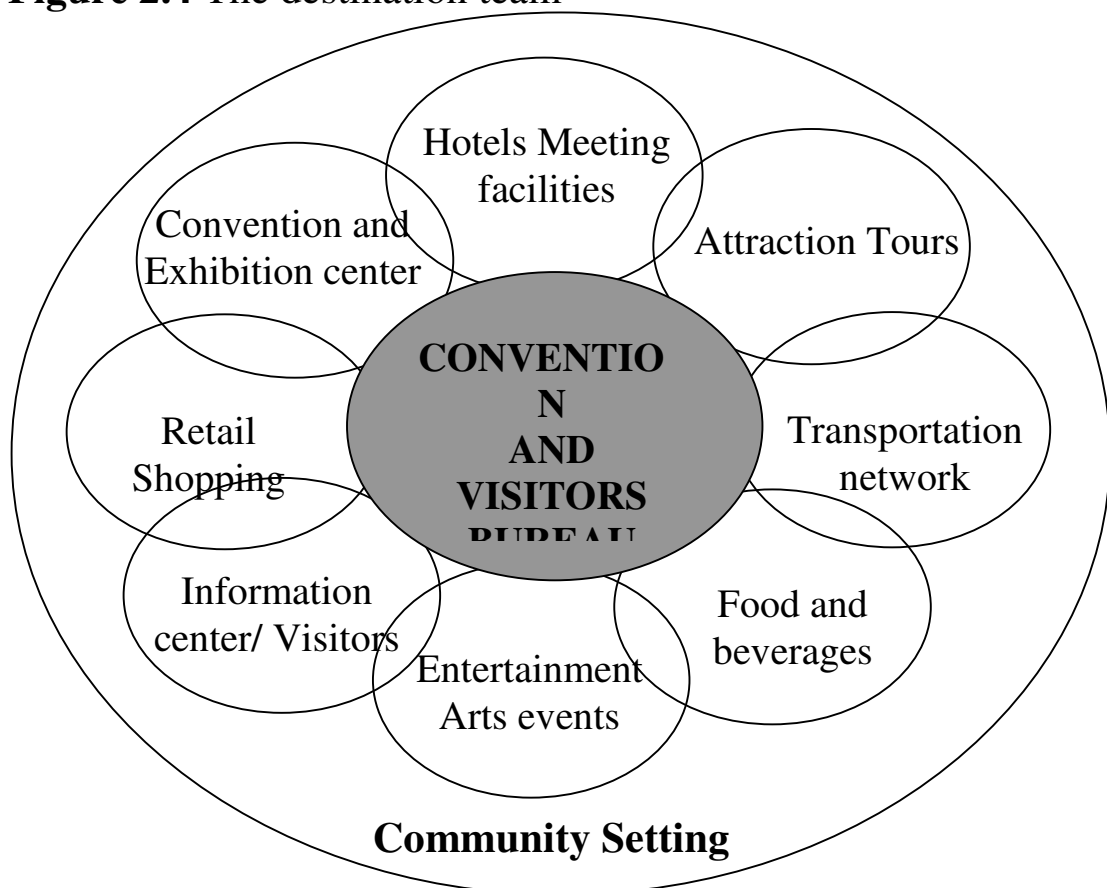 Figure 2.4 The destination team
Hotels Meeting
facilities
Convention and
Exhibition center
Attraction Tours
CONVENTIO
N
AND
VISITORS
BUREAU
Retail
Shopping
Transportation
network
Information
center/ Visitors
Food and
beverages
Entertainment
Arts events
Community Setting